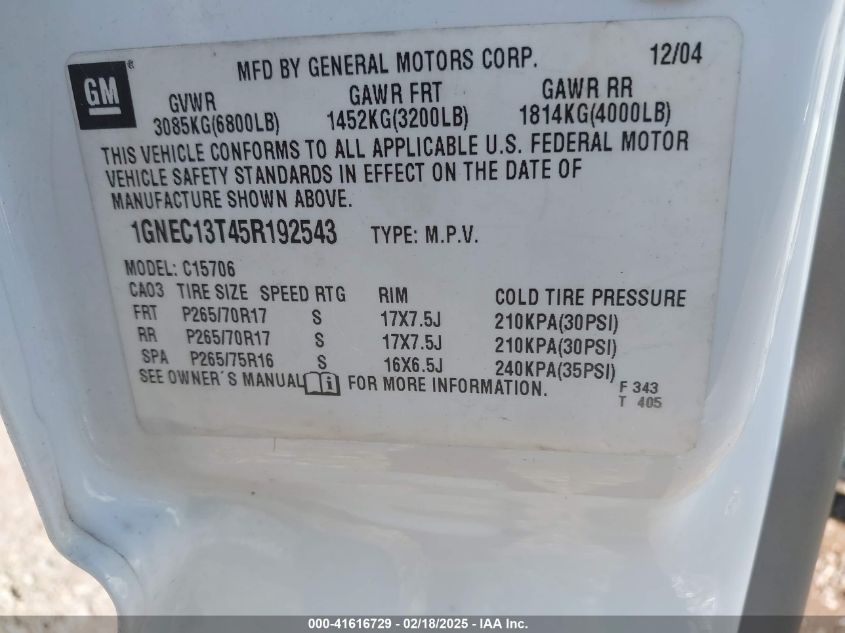 GM ®
MFD BY GENERAL MOTORS CORP. 12/04
GVWR GAWR FRT GAWR RR
3085KG(6800LB) 1452KG(3200LB) 1814KG(4000LB)
THIS VEHICLE CONFORMS TO ALL APPLICABLE U.S. FEDERAL MOTOR
VEHICLE SAFETY STANDARDS IN EFFECT ON THE DATE OF
MANUFACTURE SHOWN ABOVE.
1GNEC13T45R192543 TYPE: M.P.V.
MODEL: C15706
CA03 TIRE SIZE SPEED RTG RIM COLD TIRE PRESSURE
FRT P265/70R17 S 17X7.5J 210KPA(30PSI)
RR P265/70R17 S 17X7.5J 210KPA(30PSI)
SPA P265/75R16 S 16X6.5J 240KPA(35PSI)
SEE OWNER´S MANUAL i FOR MORE INFORMATION.
F 343
T 405
000-41616729 - 02/18/2025 - IAA Inc.